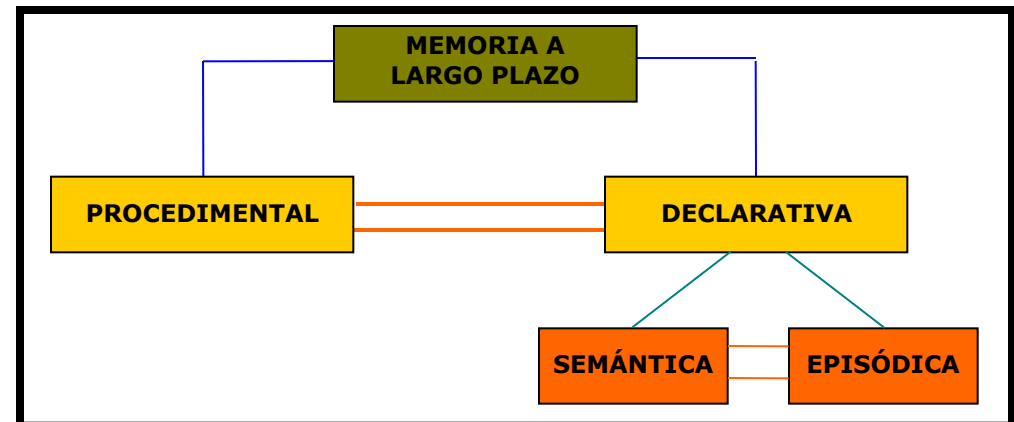 MEMORIA A
LARGO PLAZO
PROCEDIMENTAL
DECLARATIVA
SEMÁNTICA
EPISÓDICA